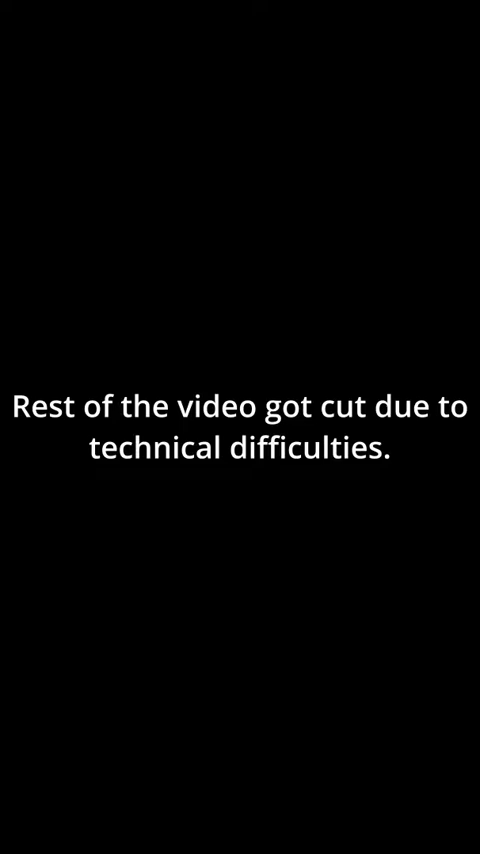 Rest of the video got cut due to
technical difficulties.